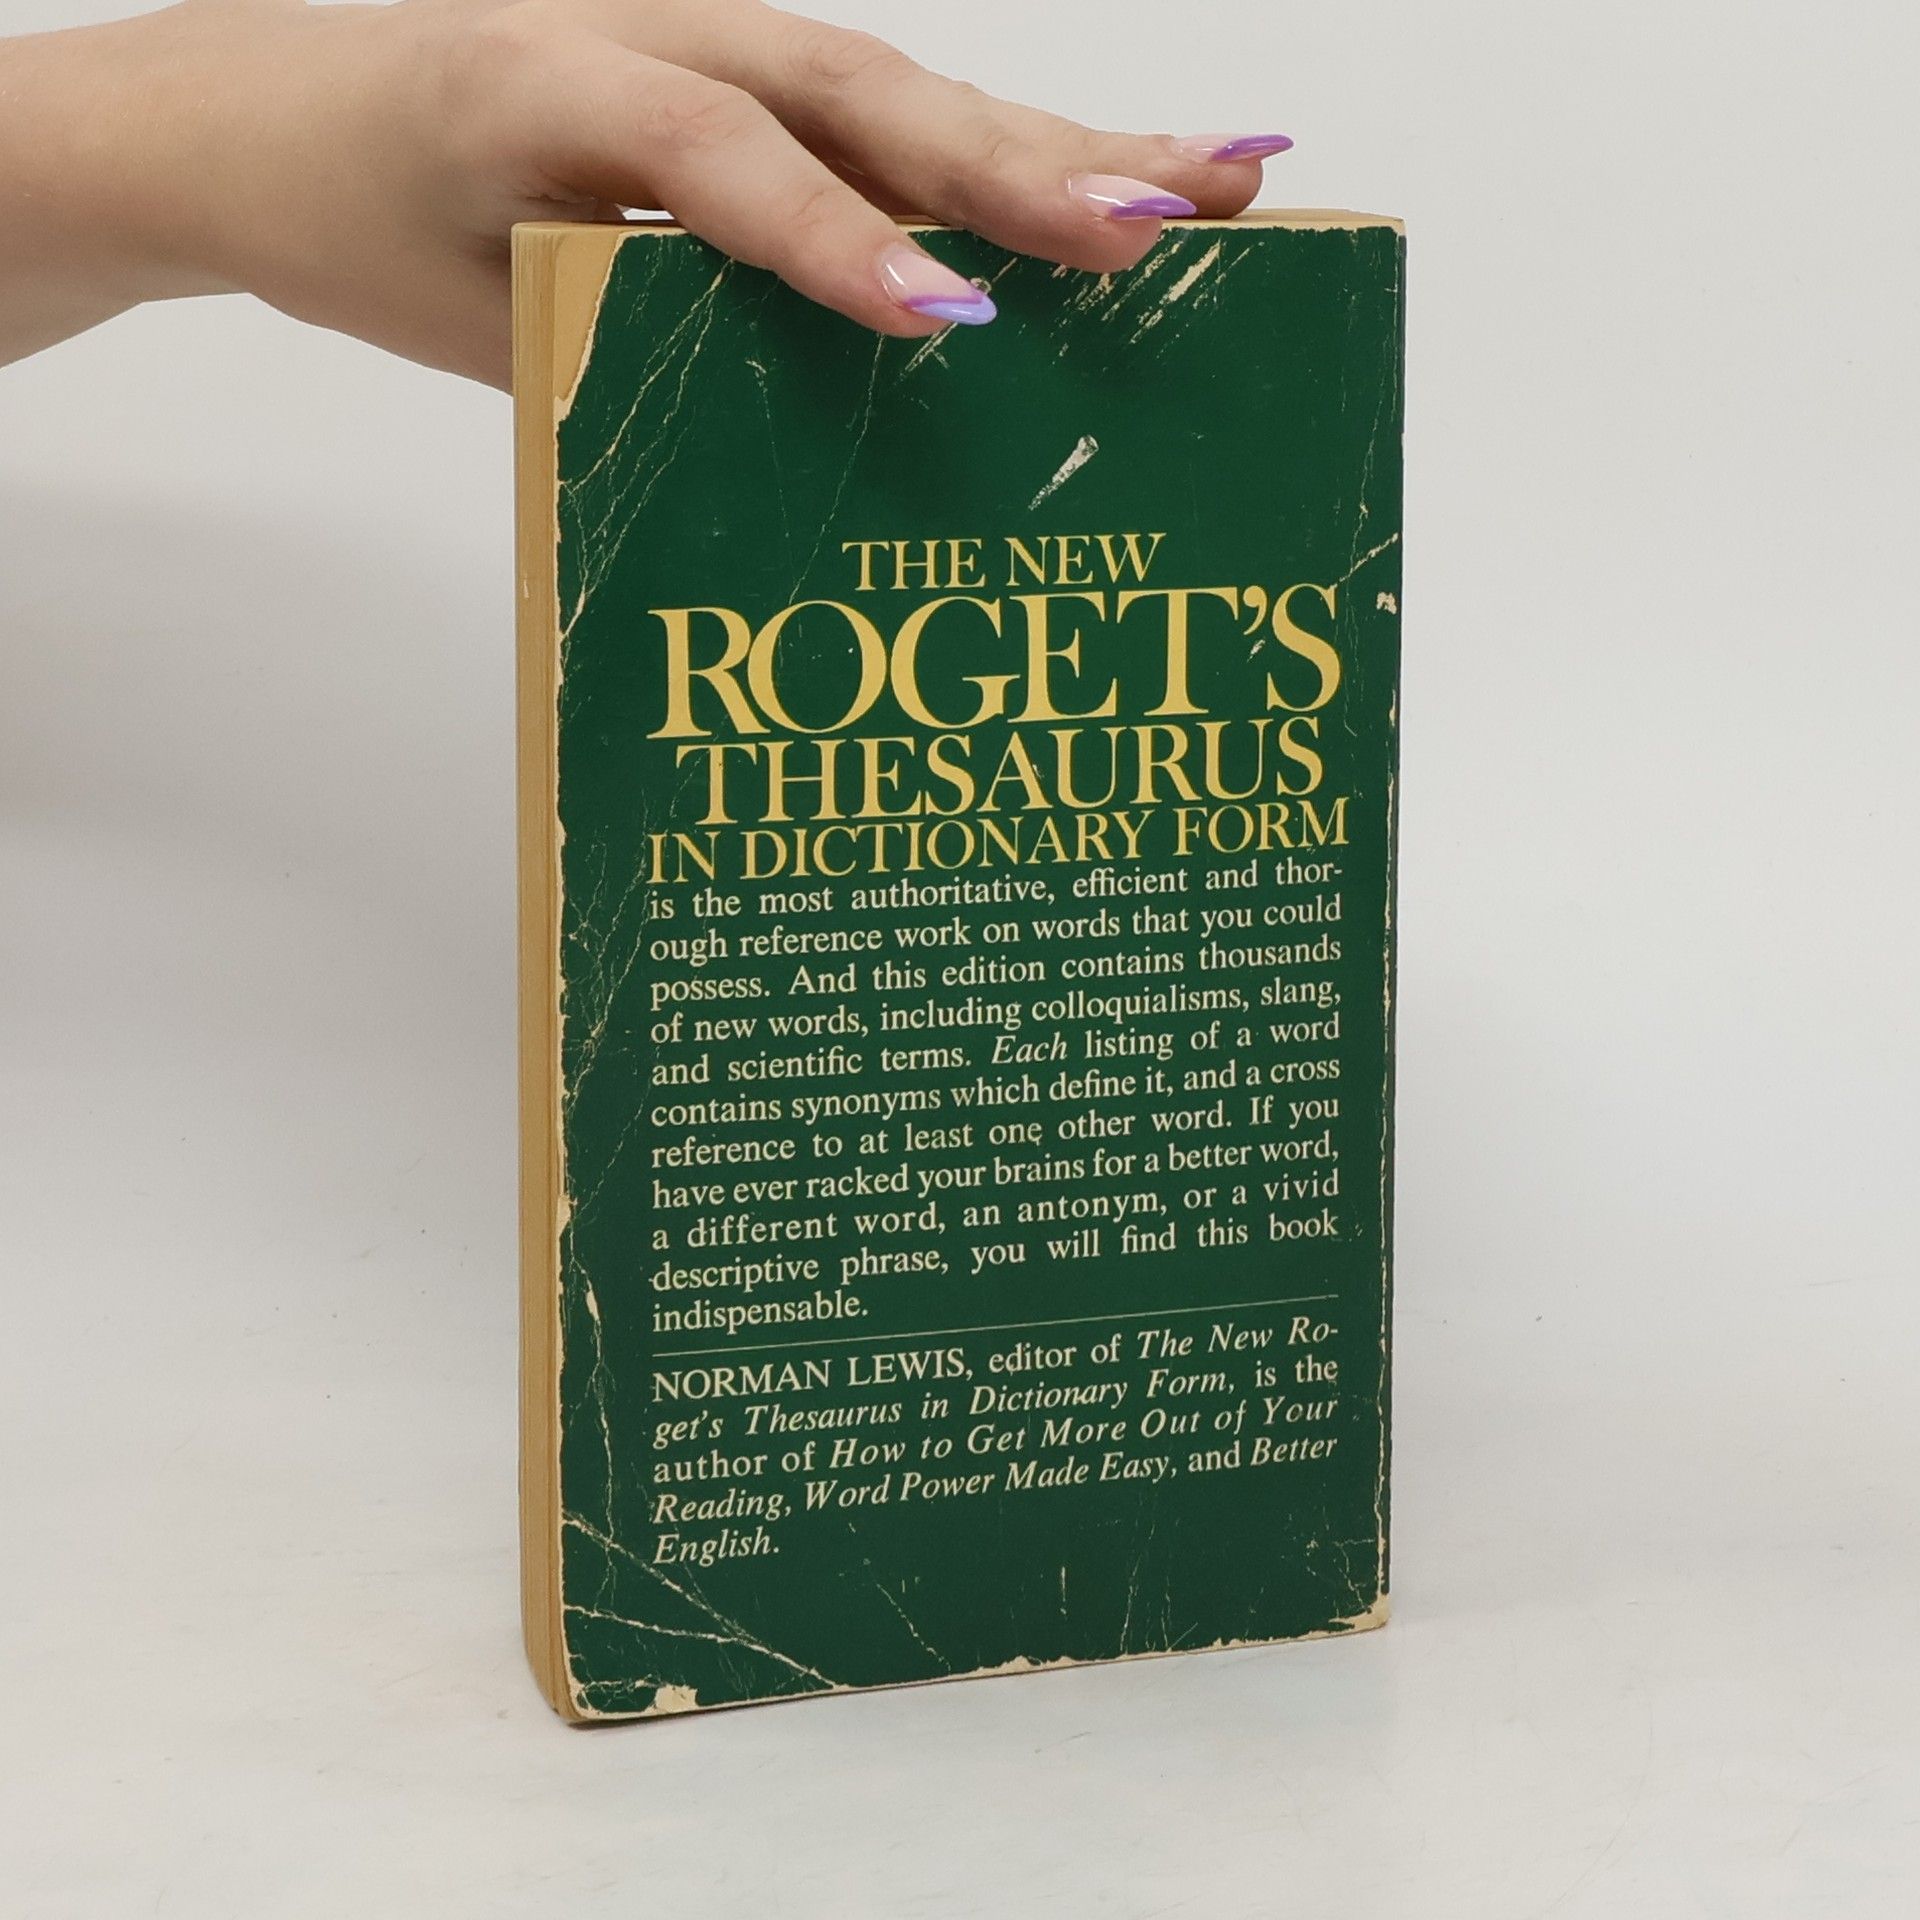 THE NEW
ROGET'S
THESAURUS
IN DICTIONARY FORM
is the most authoritative, efficient and thor-
ough reference work on words that you could
possess. And this edition contains thousands
of new words, including colloquialisms, slang,
and scientific terms. Each listing of a word
contains synonyms which define it, and a cross
reference to at least one other word. If you
have ever racked your brains for a better word,
a different word, an antonym, or a vivid
descriptive phrase, you will find this book
indispensable.
NORMAN LEWIS, editor of The New Ro-
get's Thesaurus in Dictionary Form, is the
author of How to Get More Out of Your
Reading, Word Power Made Easy, and Better
English.